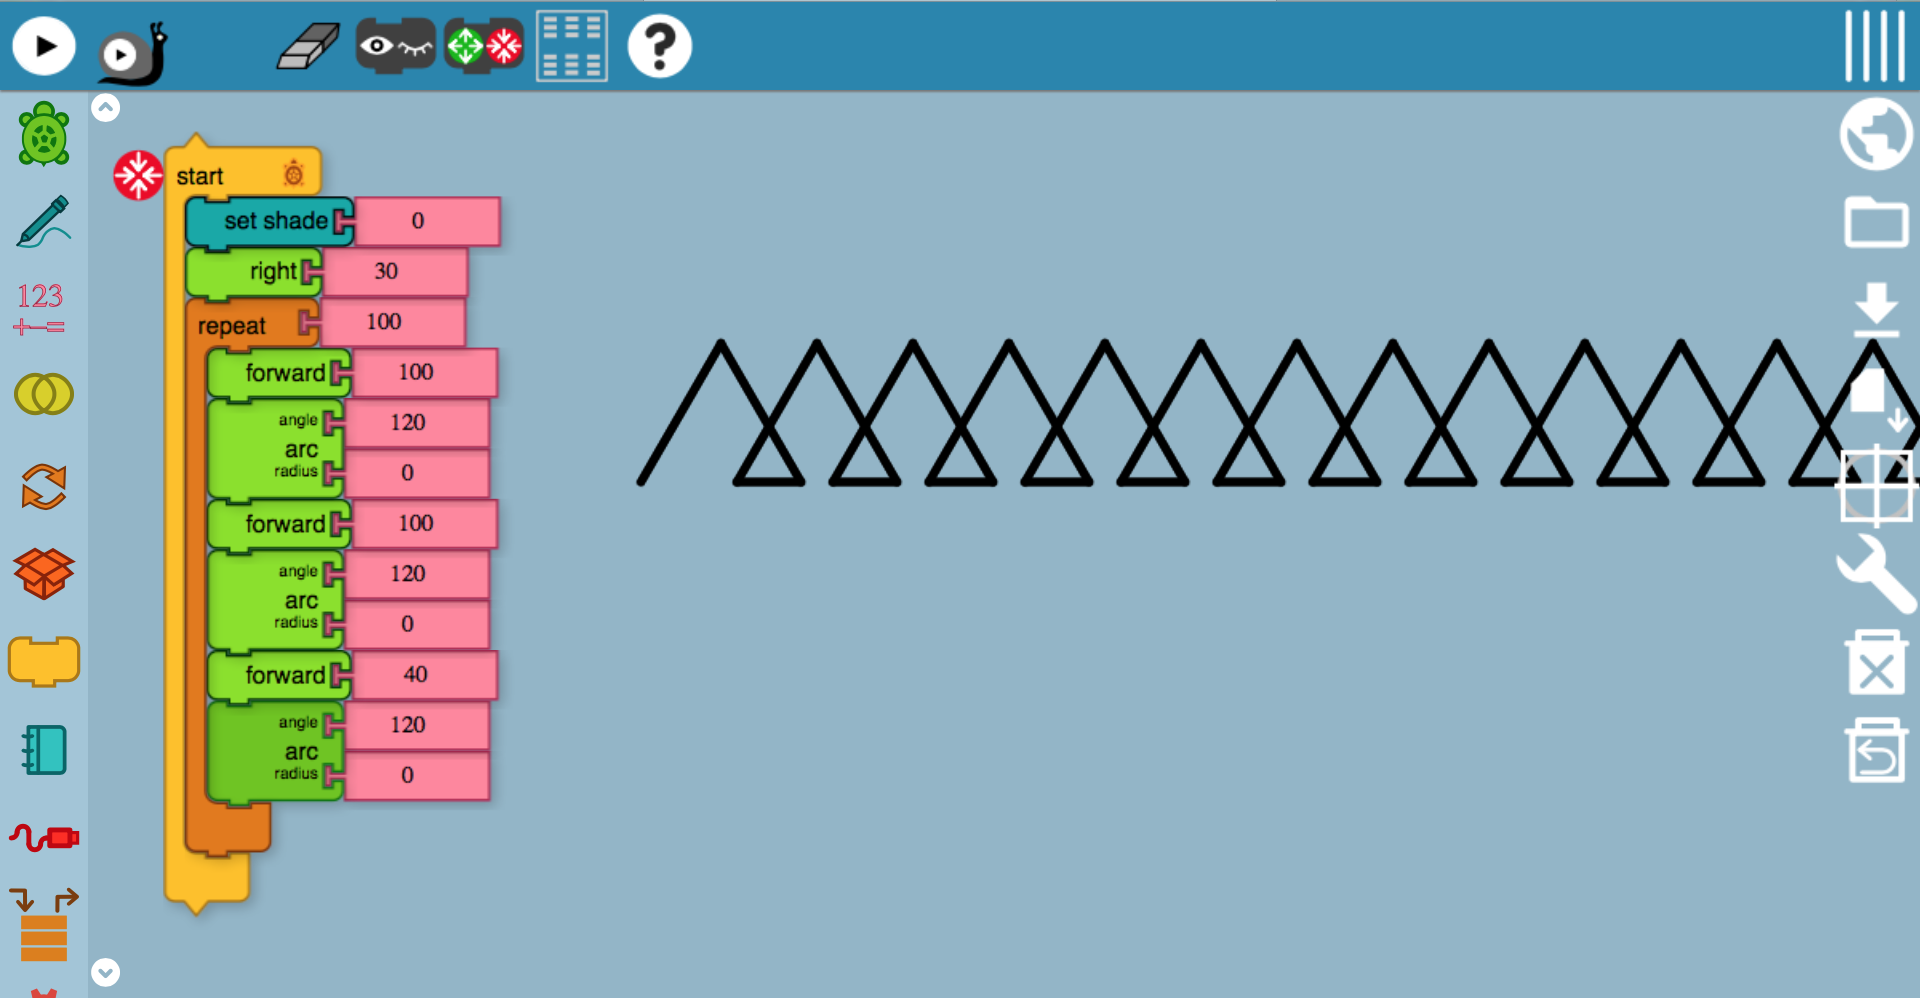 ?
123
+−=
start
set shade 0
right 30
repeat 100
forward 100
angle 120
arc
radius 0
forward 100
angle 120
arc
radius 0
forward 40
angle 120
arc
radius 0